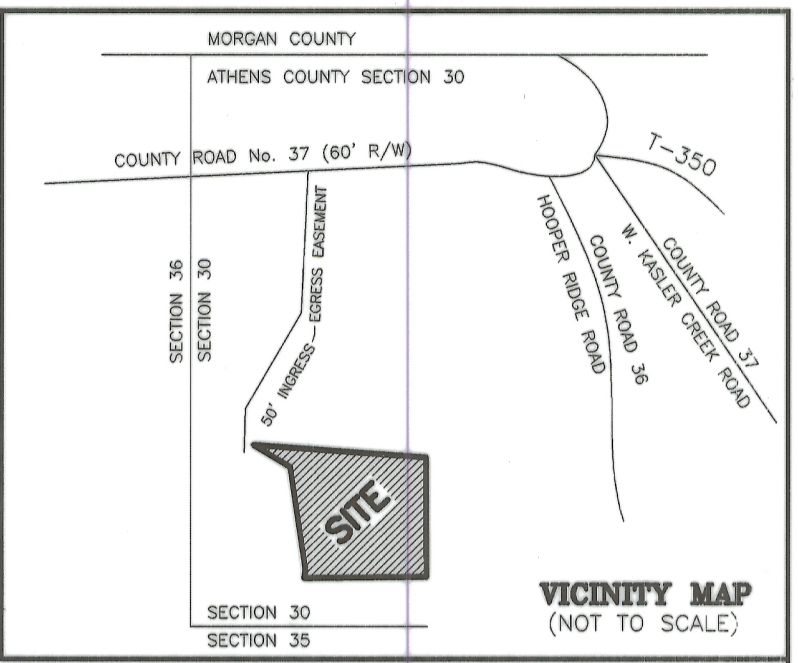 MORGAN COUNTY
ATHENS COUNTY SECTION 30
COUNTY ROAD No. 37 (60' R/W)
T-350
50' INGRESS — EGRESS EASEMENT
HOOPER RIDGE ROAD
COUNTY ROAD 36
W. KASLER CREEK ROAD
COUNTY ROAD 37
SECTION 36
SECTION 30
SITE
SECTION 30
SECTION 35
VICINITY MAP
(NOT TO SCALE)